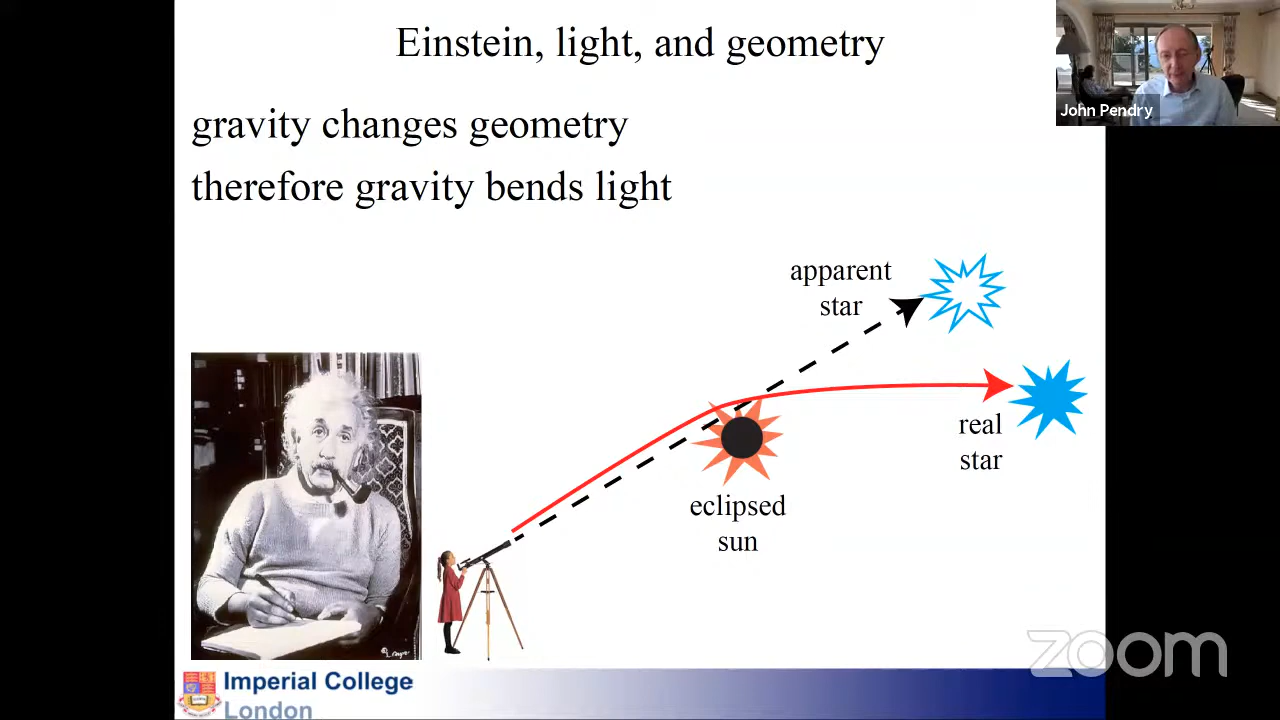 Einstein, light, and geometry
John Pendry
gravity changes geometry
therefore gravity bends light
apparent
star
real
star
eclipsed
sun
zoom
Imperial College
London